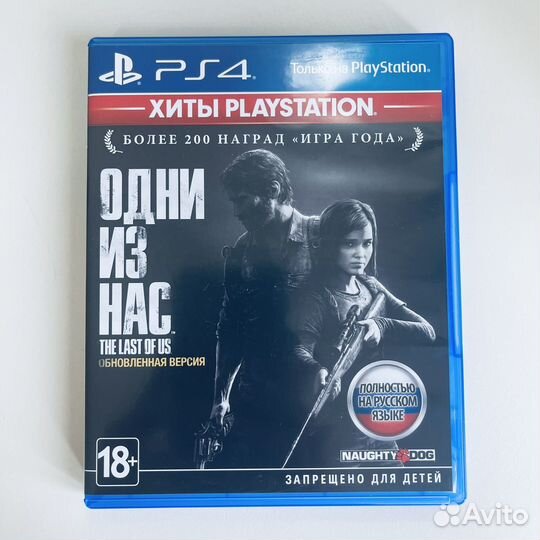 PS4
Только на PlayStation
ХИТЫ PLAYSTATION
БОЛЕЕ 200 НАГРАД «ИГРА ГОДА»
ОДНИ
ИЗ
НАС
THE LAST OF US
ОБНОВЛЕННАЯ ВЕРСИЯ
ПОЛНОСТЬЮ
НА РУССКОМ
ЯЗЫКЕ
18+
NAUGHTY DOG
ЗАПРЕЩЕНО ДЛЯ ДЕТЕЙ
Avito